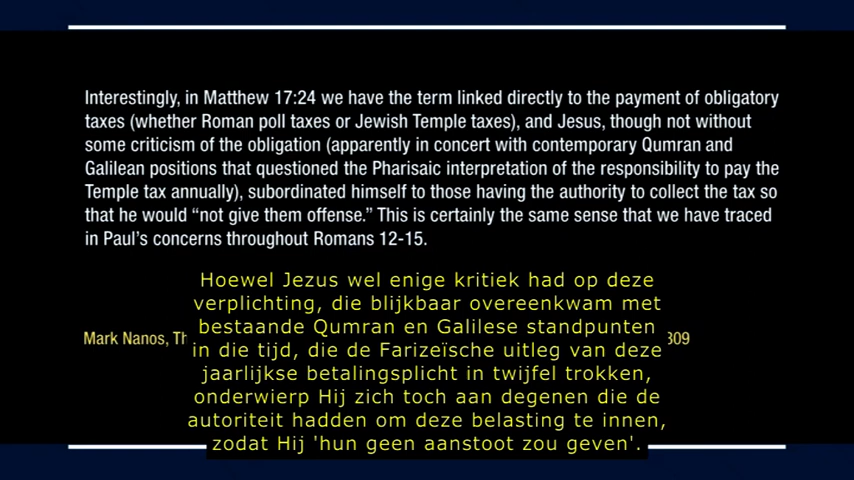 Interestingly, in Matthew 17:24 we have the term linked directly to the payment of obligatory
taxes (whether Roman poll taxes or Jewish Temple taxes), and Jesus, though not without
some criticism of the obligation (apparently in concert with contemporary Qumran and
Galilean positions that questioned the Pharisaic interpretation of the responsibility to pay the
Temple tax annually), subordinated himself to those having the authority to collect the tax so
that he would “not give them offense.” This is certainly the same sense that we have traced
in Paul’s concerns throughout Romans 12-15.
Mark Nanos, 309
Hoewel Jezus wel enige kritiek had op deze
verplichting, die blijkbaar overeenkwam met
bestaande Qumran en Galilese standpunten
in die tijd, die de Farizeïsche uitleg van deze
jaarlijkse betalingsplicht in twijfel trokken,
onderwierp Hij zich toch aan degenen die de
autoriteit hadden om deze belasting te innen,
zodat Hij 'hun geen aanstoot zou geven'.